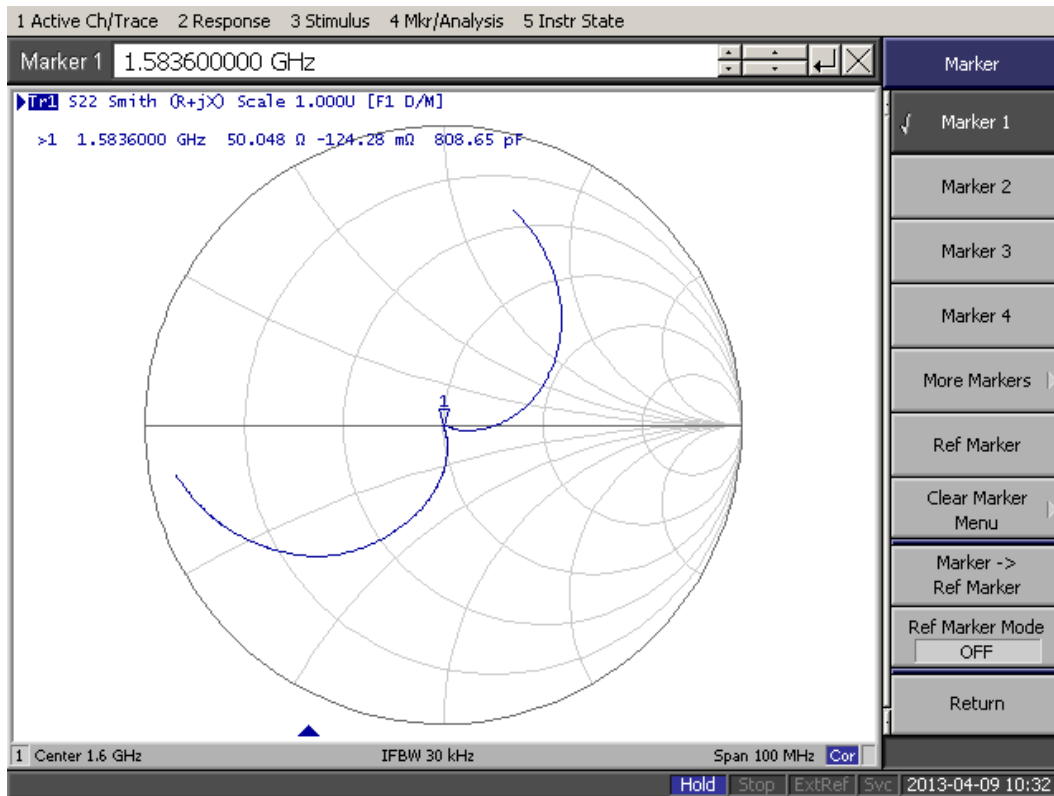 1 Active Ch/Trace 2 Response 3 Stimulus 4 Mkr/Analysis 5 Instr State
Marker 1 1.583600000 GHz
Marker
Tr1 S22 Smith (R+jX) Scale 1.000U [F1 D/M]
>1 1.5836000 GHz 50.048 Ω -124.28 mΩ 808.65 pF
1
√ Marker 1
Marker 2
Marker 3
Marker 4
More Markers
Ref Marker
Clear Marker
Menu
Marker ->
Ref Marker
Ref Marker Mode
OFF
Return
1 Center 1.6 GHz IFBW 30 kHz Span 100 MHz Cor
Hold Stop ExtRef Svc 2013-04-09 10:32